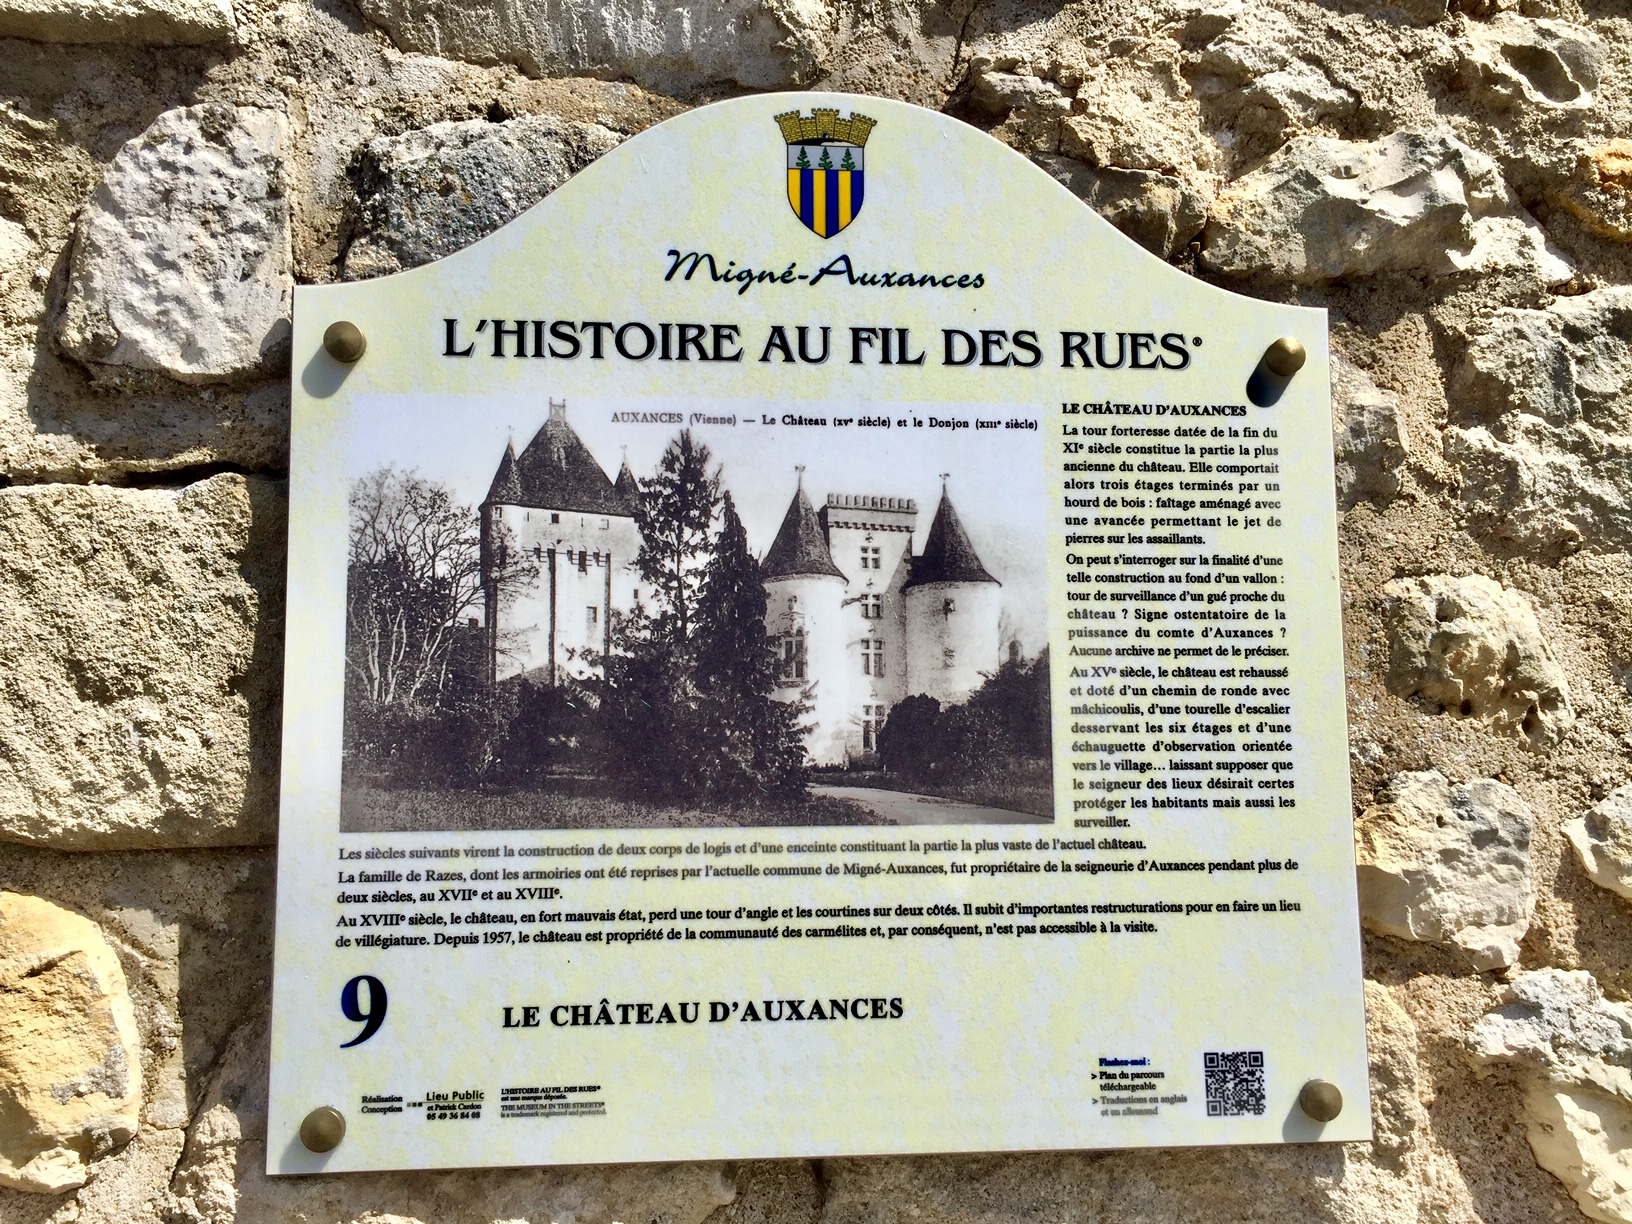 Migné-Auxances
L'HISTOIRE AU FIL DES RUES®
AUXANCES (Vienne) — Le Château (XVe siècle) et le Donjon (XIIIe siècle)
LE CHÂTEAU D'AUXANCES
La tour forteresse datée de la fin du
XIe siècle constitue la partie la plus
ancienne du château. Elle comportait
alors trois étages terminés par un
hourd de bois : faîtage aménagé avec
une avancée permettant le jet de
pierres sur les assaillants.
On peut s'interroger sur la finalité d'une
telle construction au fond d'un vallon :
tour de surveillance d'un gué proche du
château ? Signe ostentatoire de la
puissance du comte d'Auxances ?
Aucune archive ne permet de le préciser.
Au XVe siècle, le château est rehaussé
et doté d'un chemin de ronde avec
mâchicoulis, d'une tourelle d'escalier
desservant les six étages et d'une
échauguette d'observation orientée
vers le village... laissant supposer que
le seigneur des lieux désirait certes
protéger les habitants mais aussi les
surveiller.
Les siècles suivants virent la construction de deux corps de logis et d'une enceinte constituant la partie la plus vaste de l'actuel château.
La famille de Razes, dont les armoiries ont été reprises par l'actuelle commune de Migné-Auxances, fut propriétaire de la seigneurie d'Auxances pendant plus de
deux siècles, au XVIIe et au XVIIIe.
Au XVIIIe siècle, le château, en fort mauvais état, perd une tour d'angle et les courtines sur deux côtés. Il subit d'importantes restructurations pour en faire un lieu
de villégiature. Depuis 1957, le château est propriété de la communauté des carmélites et, par conséquent, n'est pas accessible à la visite.
9 LE CHÂTEAU D'AUXANCES
Réalisation
Conception
Lieu Public
et Patrick Cardon
05 49 36 84 08
L'HISTOIRE AU FIL DES RUES®
est une marque déposée.
THE MUSEUM IN THE STREETS®
is a trademark registered and protected.
Flashez-moi :
> Plan du parcours
téléchargeable
> Traductions en anglais
et en allemand